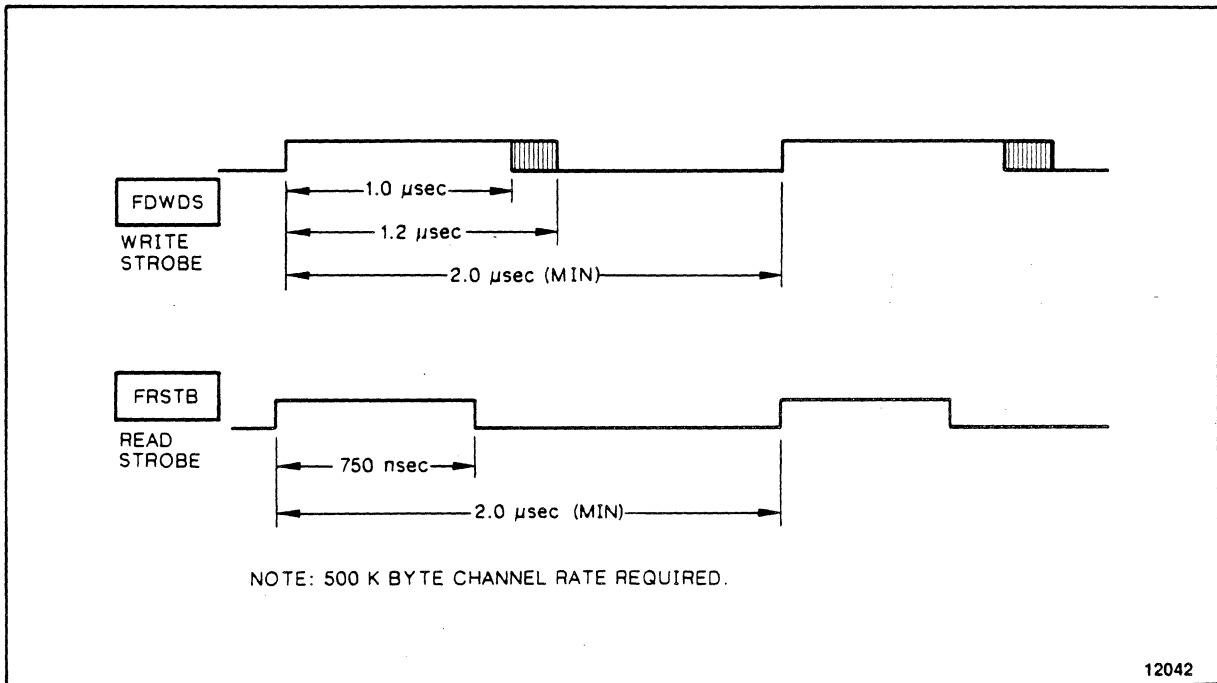 FDWDS
WRITE
STROBE
1.0 μsec
1.2 μsec
2.0 μsec (MIN)
FRSTB
READ
STROBE
750 nsec
2.0 μsec (MIN)
NOTE: 500 K BYTE CHANNEL RATE REQUIRED.
12042